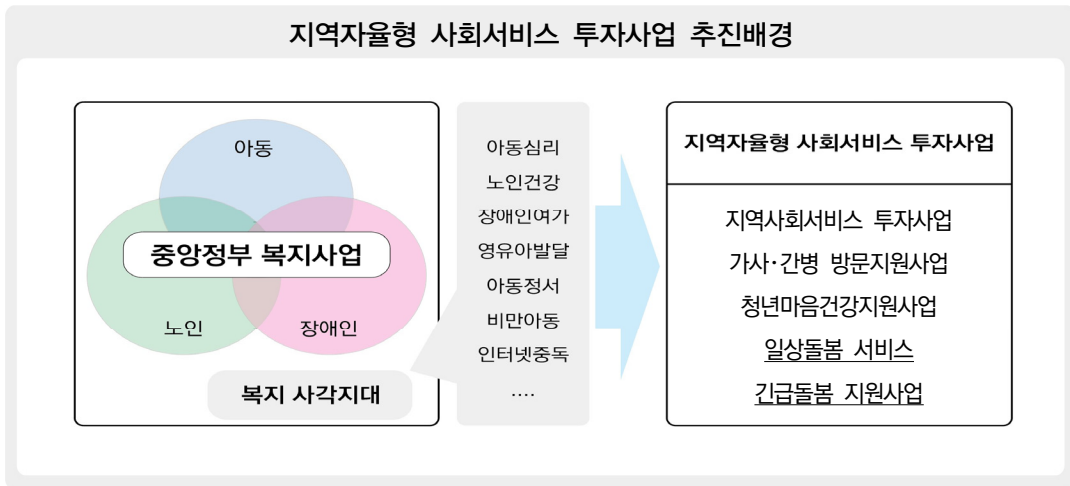 지역자율형 사회서비스 투자사업 추진배경
아동
중앙정부 복지사업
노인
장애인
복지 사각지대
아동심리
노인건강
장애인여가
영유아발달
아동정서
비만아동
인터넷중독
....
지역자율형 사회서비스 투자사업
지역사회서비스 투자사업
가사·간병 방문지원사업
청년마음건강지원사업
일상돌봄 서비스
긴급돌봄 지원사업